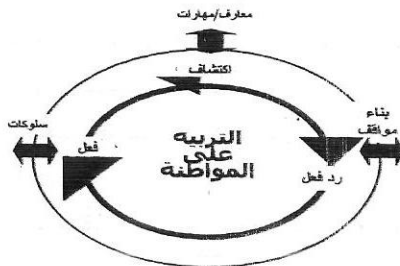 معارف/مهارات
اكتشاف
بناء
مواقف
سلوكات
التربية
على
المواطنة
فعل
رد فعل